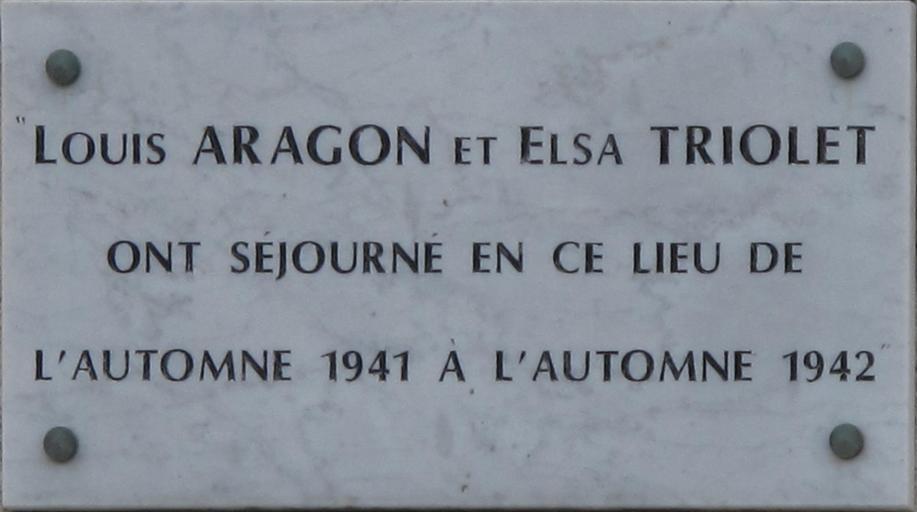 "LOUIS ARAGON ET ELSA TRIOLET
ONT SÉJOURNÉ EN CE LIEU DE
L'AUTOMNE 1941 À L'AUTOMNE 1942"